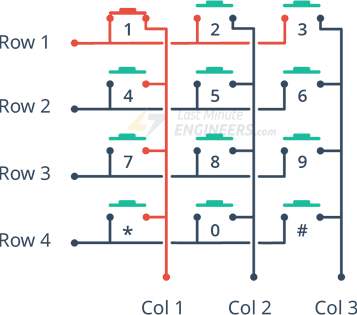 1 2 3
Row 1
4 5 6
Row 2
Last Minute
ENGINEERS.com
7 8 9
Row 3
* 0 #
Row 4
Col 1 Col 2 Col 3